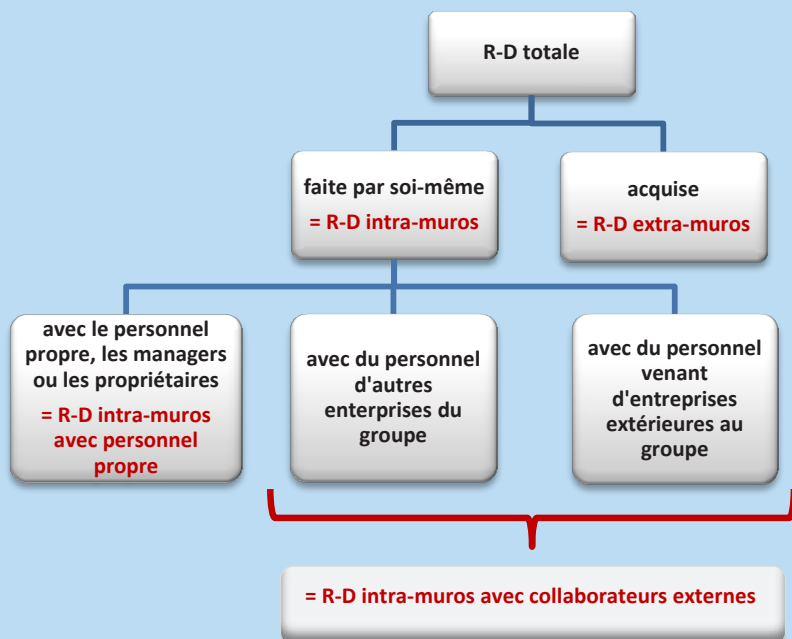 R-D totale
faite par soi-même
= R-D intra-muros
acquise
= R-D extra-muros
avec le personnel
propre, les managers
ou les propriétaires
= R-D intra-muros
avec personnel
propre
avec du personnel
d'autres
enterprises du
groupe
avec du personnel
venant
d'entreprises
extérieures au
groupe
= R-D intra-muros avec collaborateurs externes